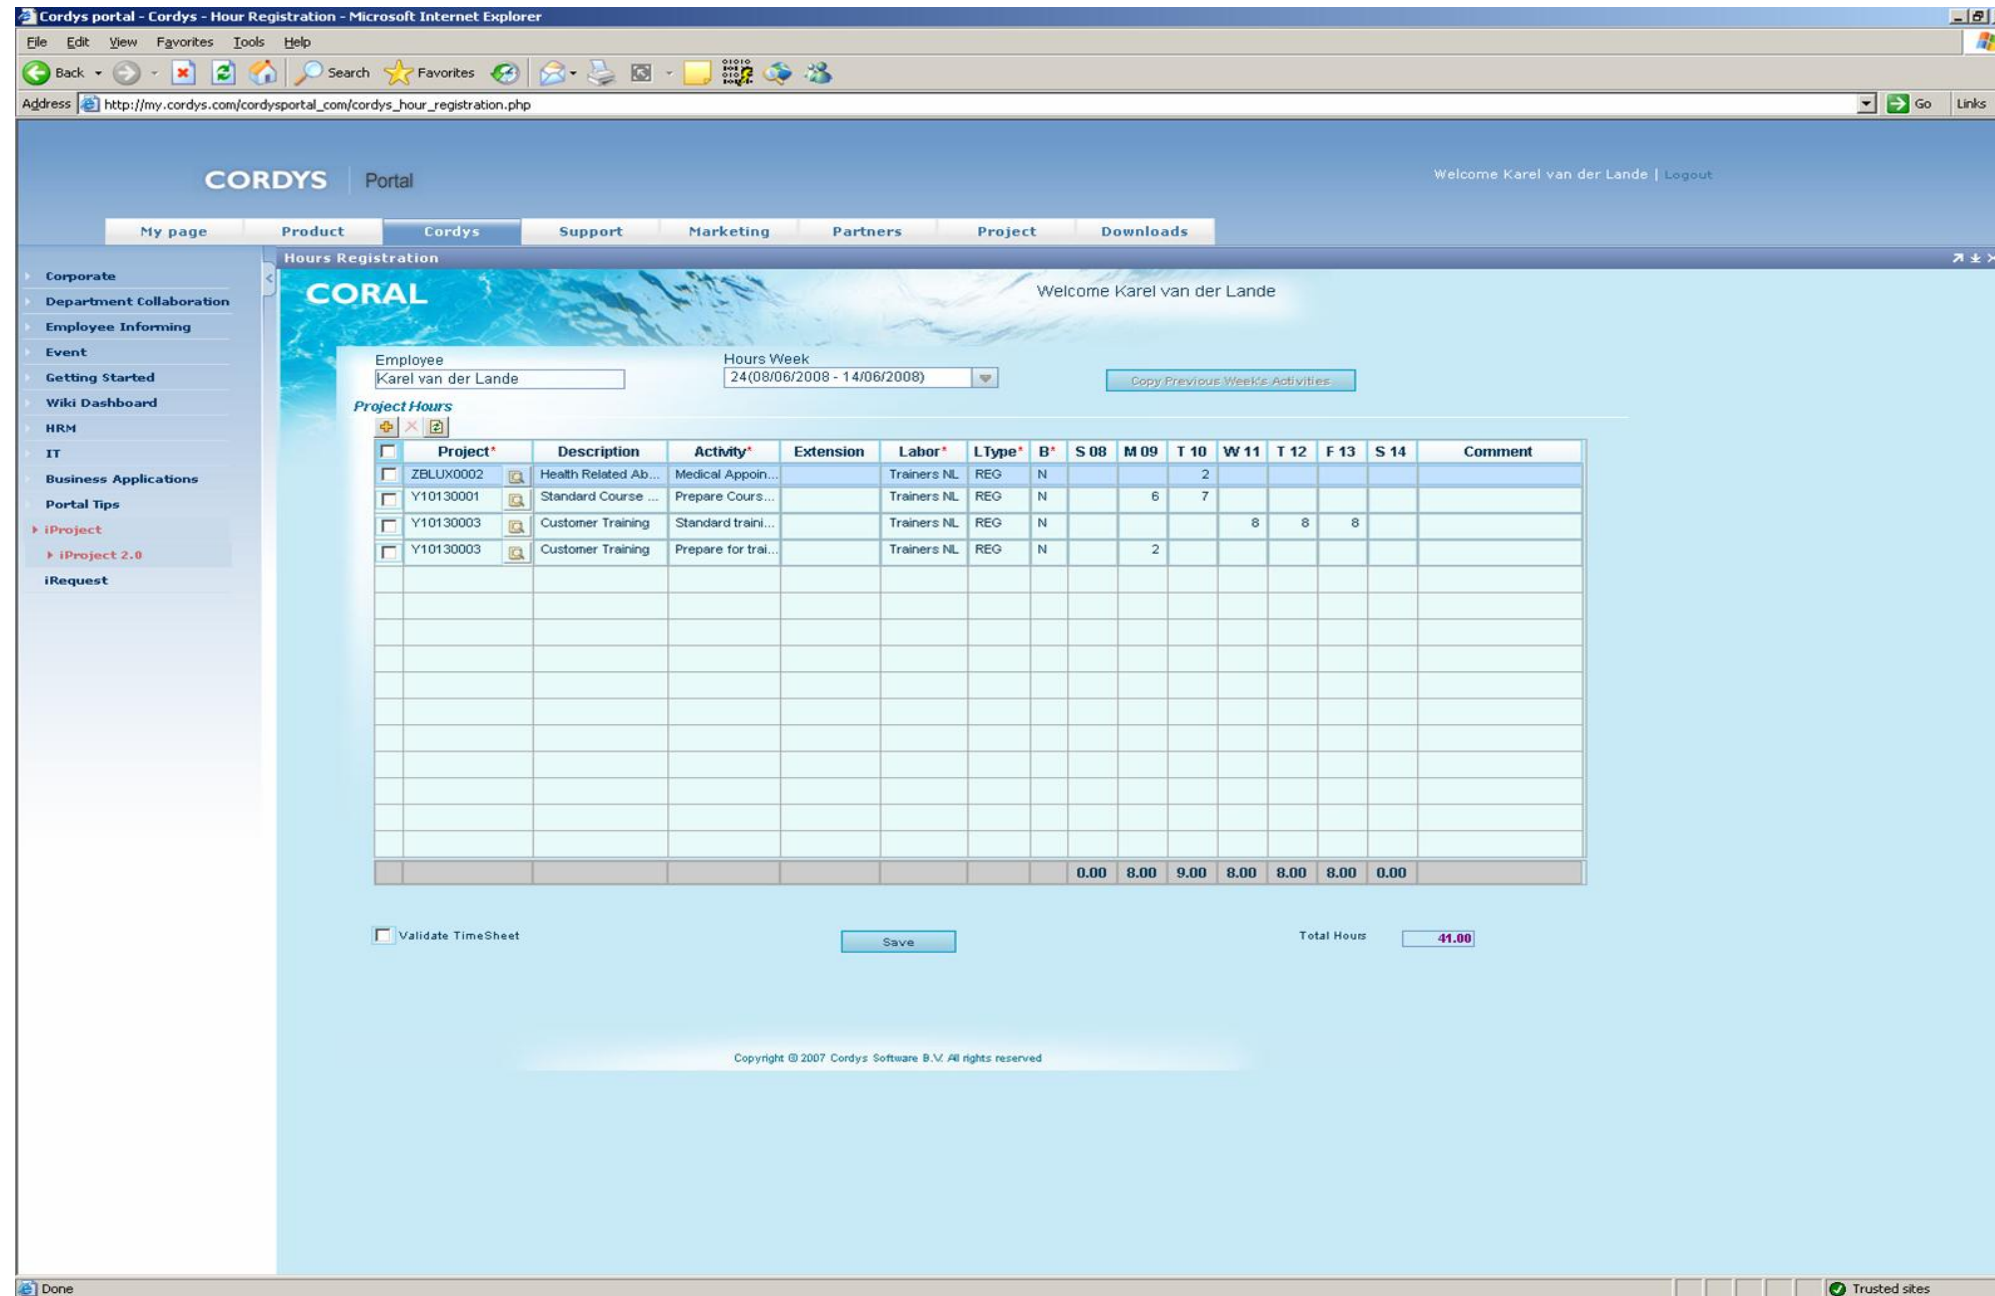 Cordys portal - Cordys - Hour Registration - Microsoft Internet Explorer
File Edit View Favorites Tools Help
Back Search Favorites
Address http://my.cordys.com/cordysportal_com/cordys_hour_registration.php Go Links
CORDYS Portal Welcome Karel van der Lande | Logout
My page Product Cordys Support Marketing Partners Project Downloads
Hours Registration
Corporate
Department Collaboration
Employee Informing
Event
Getting Started
Wiki Dashboard
HRM
IT
Business Applications
Portal Tips
iProject
iProject 2.0
iRequest
CORAL Welcome Karel van der Lande
Employee Hours Week
Karel van der Lande 24(08/06/2008 - 14/06/2008) Copy Previous Week's Activities
Project Hours
Project* Description Activity* Extension Labor* LType* B* S 08 M 09 T 10 W 11 T 12 F 13 S 14 Comment
ZBLUX0002 Health Related Ab... Medical Appoin... Trainers NL REG N 2
Y10130001 Standard Course ... Prepare Cours... Trainers NL REG N 6 7
Y10130003 Customer Training Standard traini... Trainers NL REG N 8 8 8
Y10130003 Customer Training Prepare for trai... Trainers NL REG N 2
0.00 8.00 9.00 8.00 8.00 8.00 0.00
Validate TimeSheet Save Total Hours 41.00
Copyright @ 2007 Cordys Software B.V. All rights reserved
Done Trusted sites